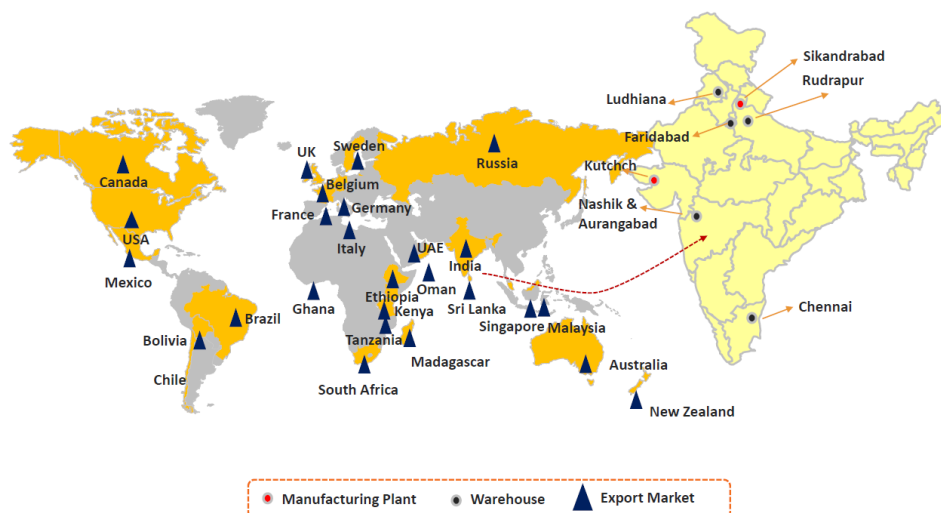 Sikandrabad
Rudrapur
Ludhiana
Faridabad
Kutchch
Nashik &
Aurangabad
Chennai
UK
Sweden
Russia
Canada
Belgium
France
Germany
USA
Italy
UAE
India
Mexico
Oman
Ghana
Ethiopia
Kenya
Sri Lanka
Brazil
Singapore
Malaysia
Bolivia
Tanzania
Madagascar
Australia
Chile
South Africa
New Zealand
Manufacturing Plant
Warehouse
Export Market